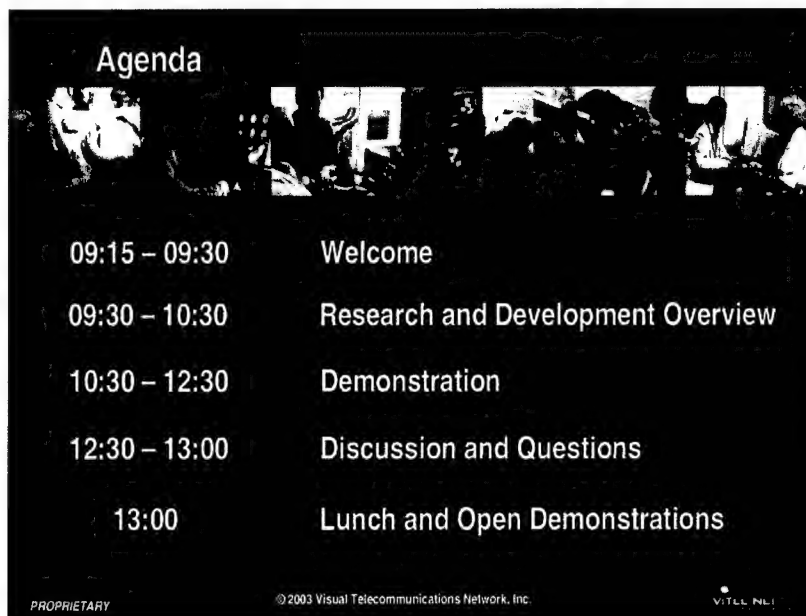 Agenda
09:15 – 09:30 Welcome
09:30 – 10:30 Research and Development Overview
10:30 – 12:30 Demonstration
12:30 – 13:00 Discussion and Questions
13:00 Lunch and Open Demonstrations
PROPRIETARY © 2003 Visual Telecommunications Network, Inc. VITEL NET